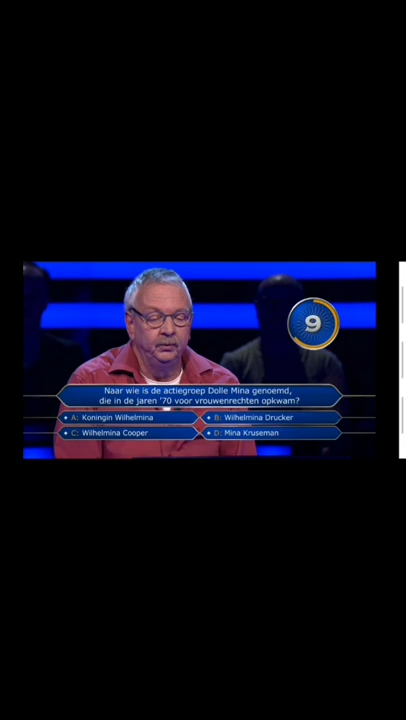 9
Naar wie is de actiegroep Dolle Mina genoemd,
die in de jaren '70 voor vrouwenrechten opkwam?
A: Koningin Wilhelmina
B: Wilhelmina Drucker
C: Wilhelmina Cooper
D: Mina Kruseman